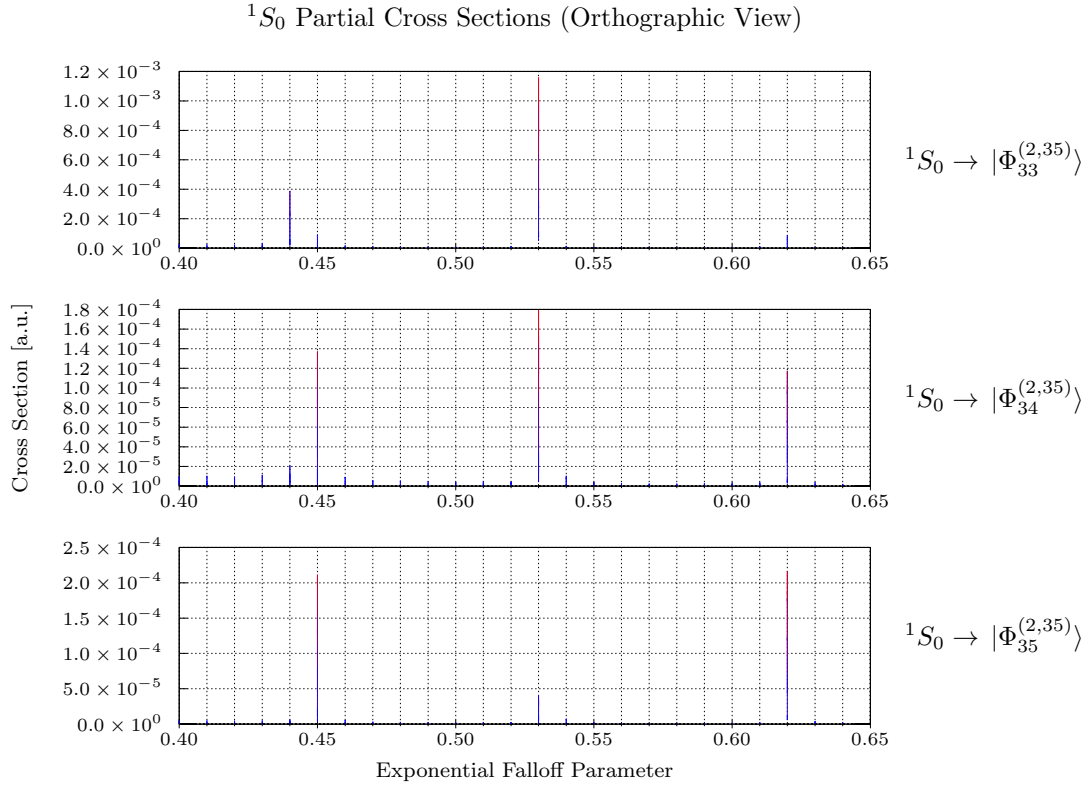 ¹S₀ Partial Cross Sections (Orthographic View)
1.2 × 10⁻³
1.0 × 10⁻³
8.0 × 10⁻⁴
6.0 × 10⁻⁴
4.0 × 10⁻⁴
2.0 × 10⁻⁴
0.0 × 10⁰
0.40 0.45 0.50 0.55 0.60 0.65
¹S₀ → |Φ₃₃⁽²,³⁵⁾⟩
Cross Section [a.u.]
1.8 × 10⁻⁴
1.6 × 10⁻⁴
1.4 × 10⁻⁴
1.2 × 10⁻⁴
1.0 × 10⁻⁴
8.0 × 10⁻⁵
6.0 × 10⁻⁵
4.0 × 10⁻⁵
2.0 × 10⁻⁵
0.0 × 10⁰
0.40 0.45 0.50 0.55 0.60 0.65
¹S₀ → |Φ₃₄⁽²,³⁵⁾⟩
2.5 × 10⁻⁴
2.0 × 10⁻⁴
1.5 × 10⁻⁴
1.0 × 10⁻⁴
5.0 × 10⁻⁵
0.0 × 10⁰
0.40 0.45 0.50 0.55 0.60 0.65
¹S₀ → |Φ₃₅⁽²,³⁵⁾⟩
Exponential Falloff Parameter